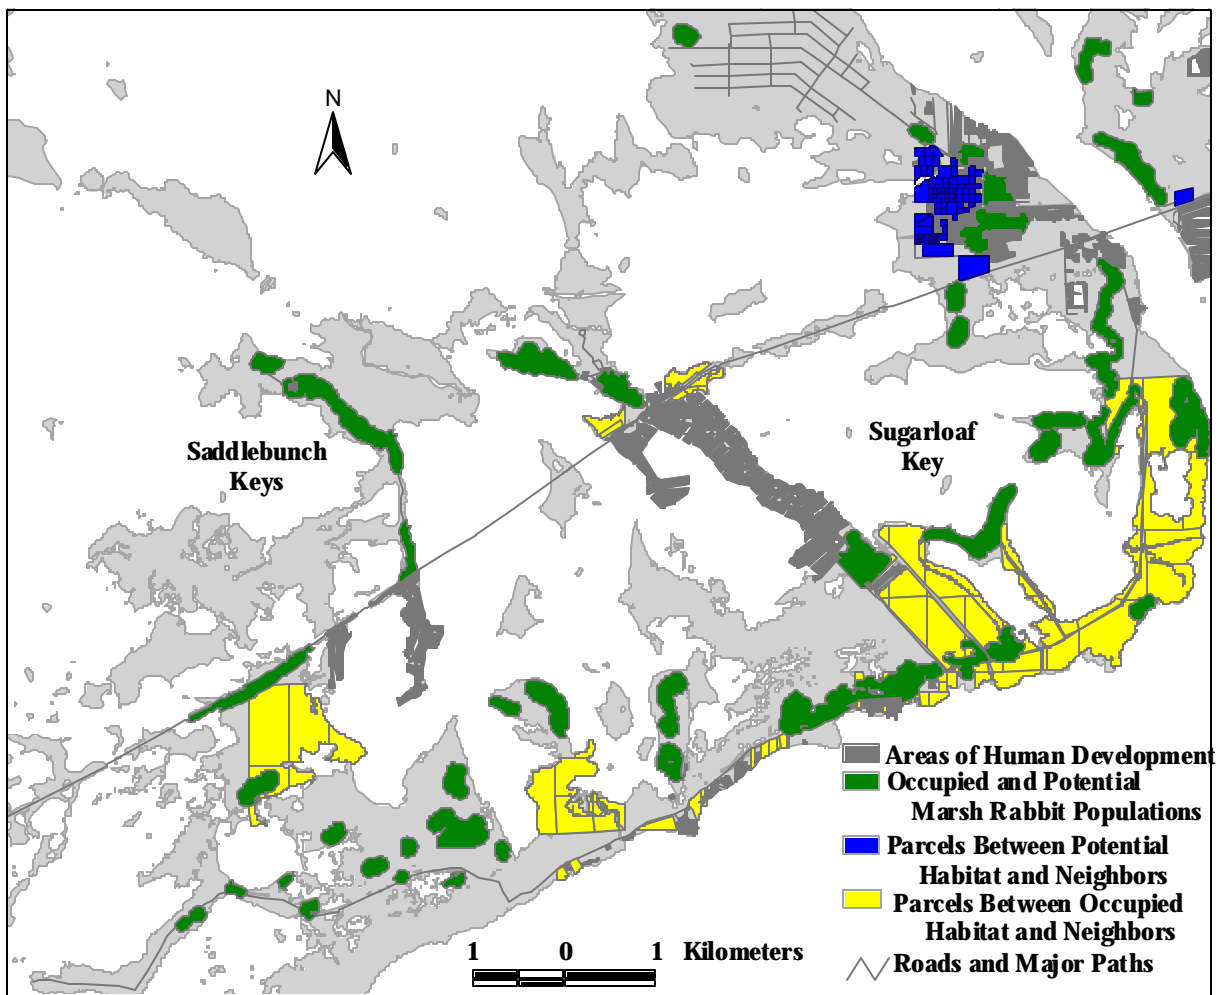 N
Saddlebunch
Keys
Sugarloaf
Key
Areas of Human Development
Occupied and Potential
Marsh Rabbit Populations
Parcels Between Potential
Habitat and Neighbors
Parcels Between Occupied
Habitat and Neighbors
Roads and Major Paths
1 0 1 Kilometers